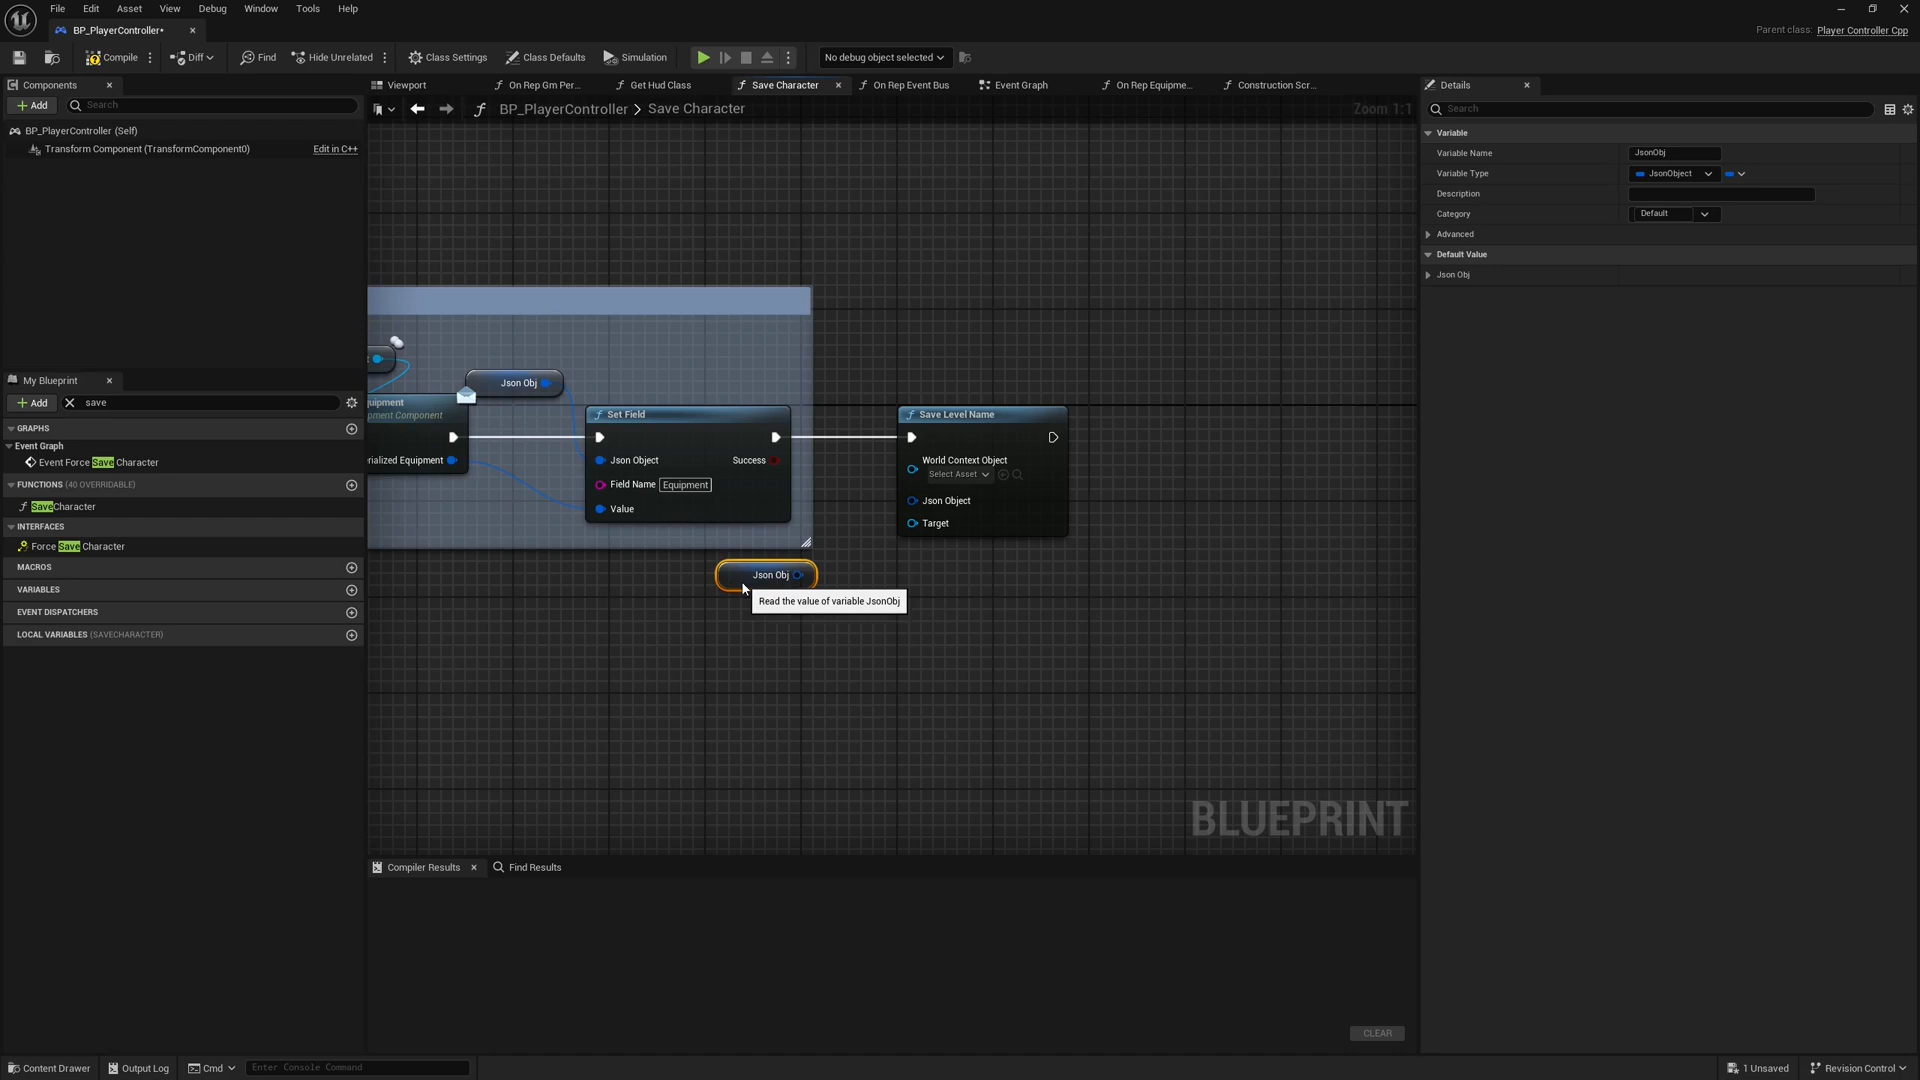 File Edit Asset View Debug Window Tools Help
BP_PlayerController•
Parent class: Player Controller Cpp
Compile Diff Find Hide Unrelated Class Settings Class Defaults Simulation No debug object selected
Components
Add Search
BP_PlayerController (Self)
Transform Component (TransformComponent0) Edit in C++
Viewport On Rep Gm Per... Get Hud Class Save Character On Rep Event Bus Event Graph On Rep Equipme... Construction Scr...
BP_PlayerController > Save Character
Zoom 1:1
My Blueprint
Add save
GRAPHS
Event Graph
Event Force Save Character
FUNCTIONS (40 OVERRIDABLE)
SaveCharacter
INTERFACES
Force Save Character
MACROS
VARIABLES
EVENT DISPATCHERS
LOCAL VARIABLES (SAVECHARACTER)
Json Obj
quipment
pment Component
erialized Equipment
Set Field
Json Object Success
Field Name Equipment
Value
Save Level Name
World Context Object
Select Asset
Json Object
Target
Json Obj
Read the value of variable JsonObj
BLUEPRINT
Compiler Results Find Results
CLEAR
Details
Search
Variable
Variable Name JsonObj
Variable Type JsonObject
Description
Category Default
Advanced
Default Value
Json Obj
Content Drawer Output Log Cmd Enter Console Command 1 Unsaved Revision Control